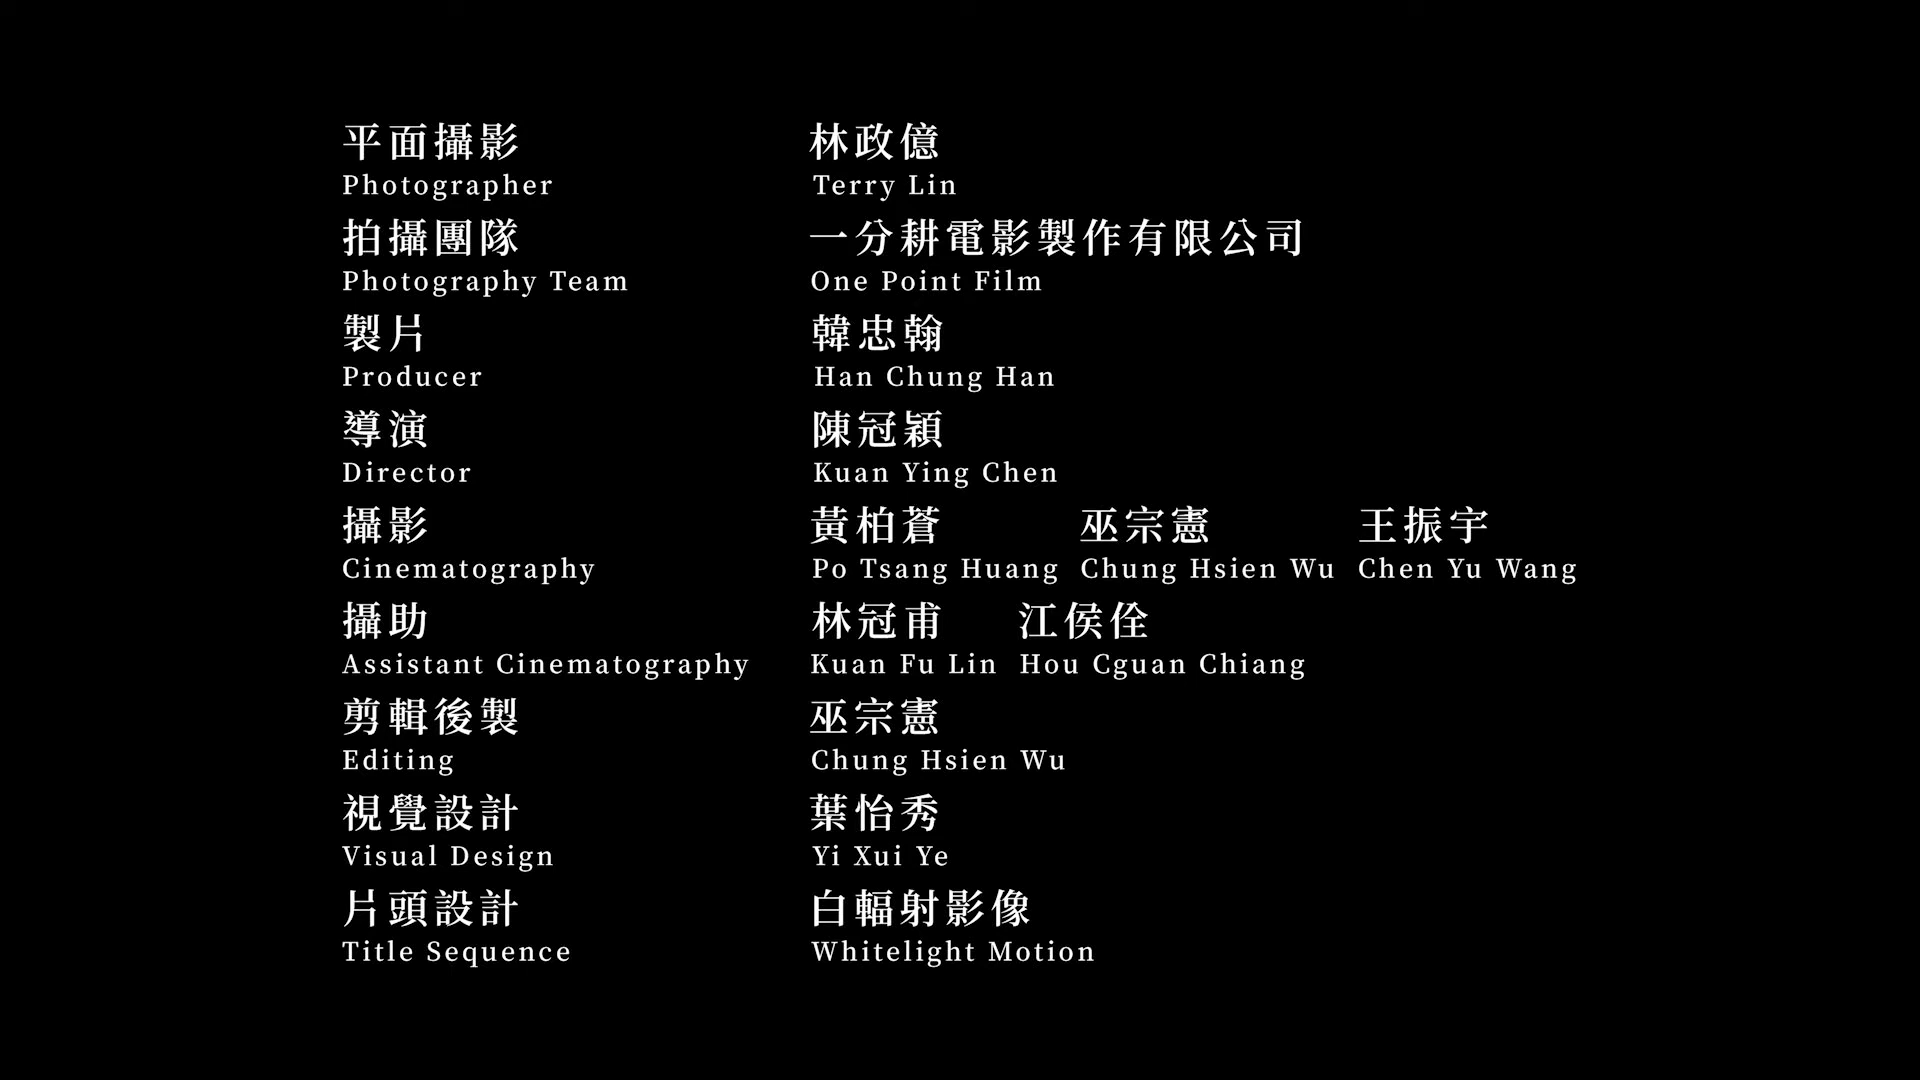 平面攝影 林政億
Photographer Terry Lin
拍攝團隊 一分耕電影製作有限公司
Photography Team One Point Film
製片 韓忠翰
Producer Han Chung Han
導演 陳冠穎
Director Kuan Ying Chen
攝影 黃柏蒼 巫宗憲 王振宇
Cinematography Po Tsang Huang Chung Hsien Wu Chen Yu Wang
攝助 林冠甫 江侯佺
Assistant Cinematography Kuan Fu Lin Hou Cguan Chiang
剪輯後製 巫宗憲
Editing Chung Hsien Wu
視覺設計 葉怡秀
Visual Design Yi Xui Ye
片頭設計 白輻射影像
Title Sequence Whitelight Motion